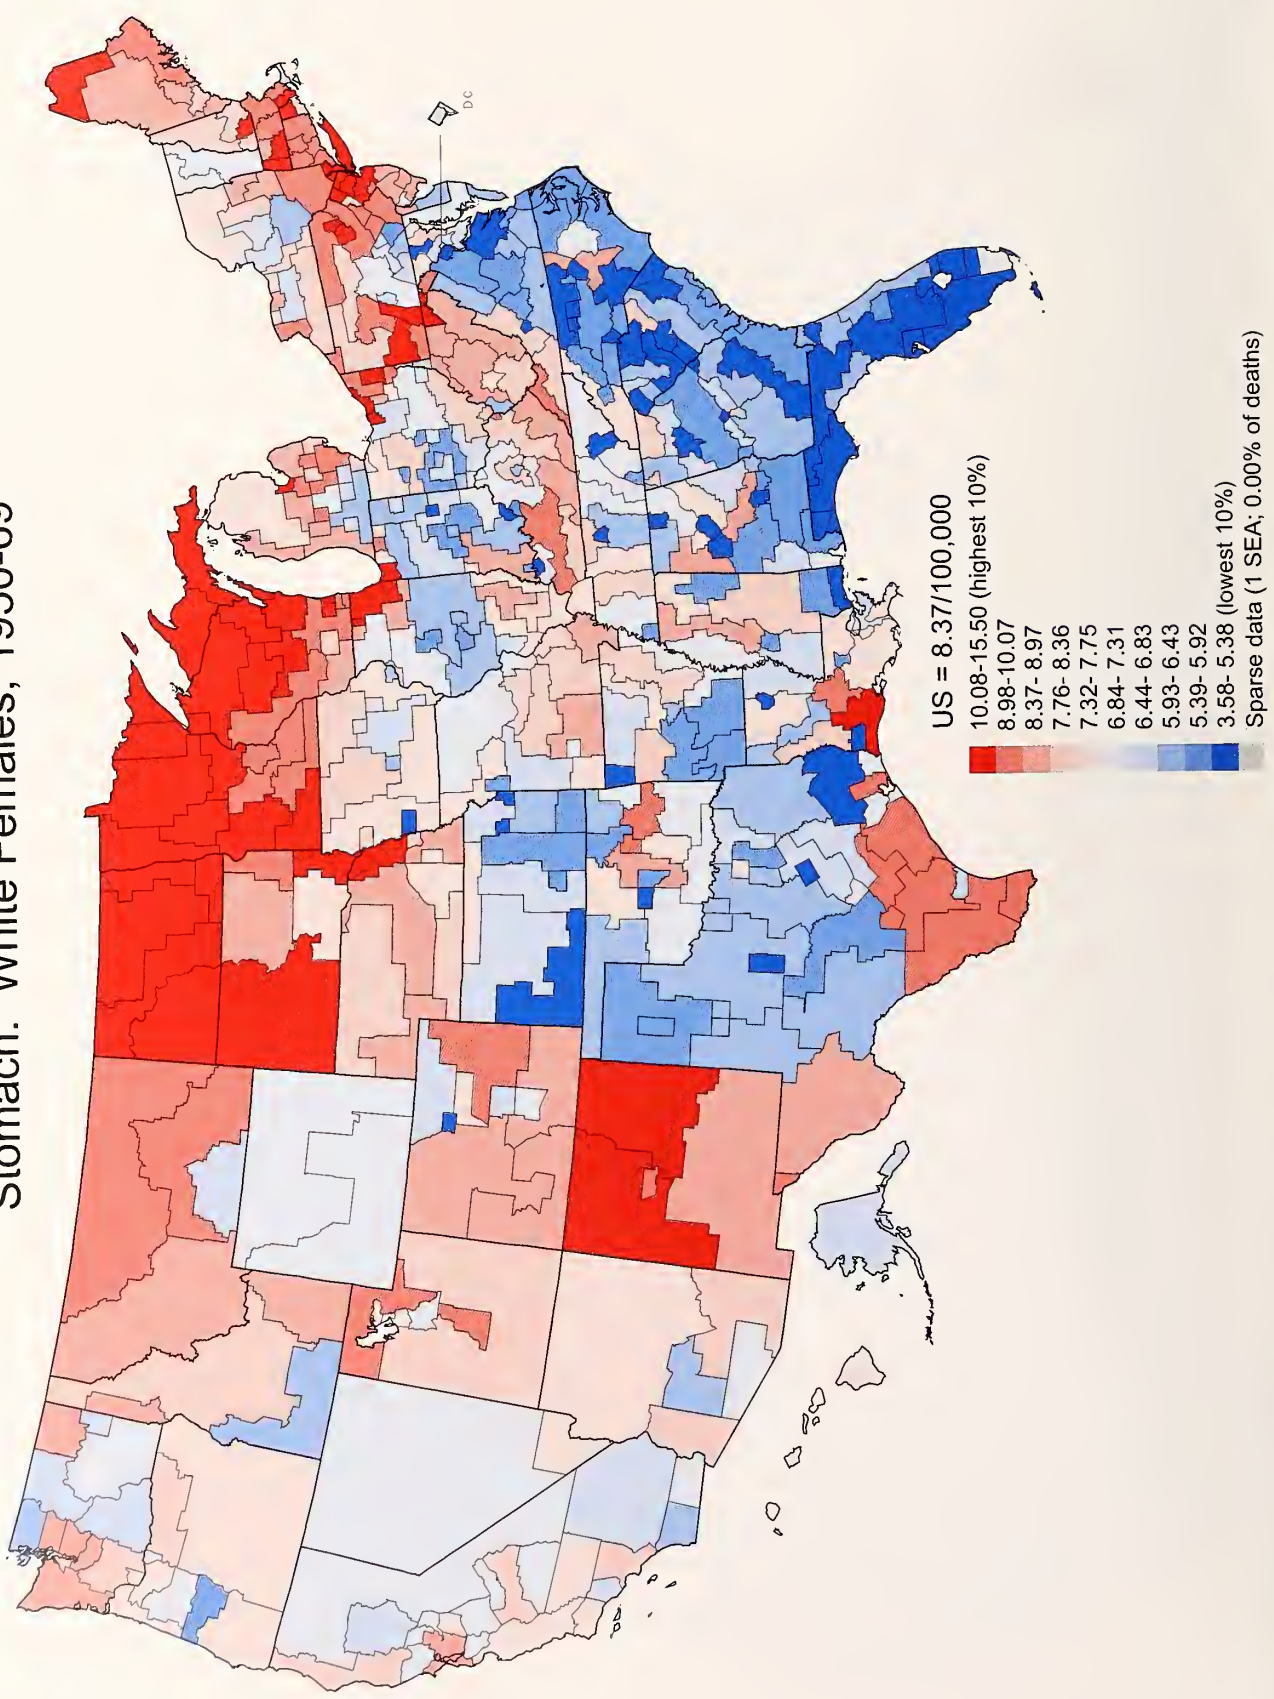 Stomach: White Females, 1950-69
DC
US = 8.37/100,000
10.08-15.50 (highest 10%)
8.98-10.07
8.37- 8.97
7.76- 8.36
7.32- 7.75
6.84- 7.31
6.44- 6.83
5.93- 6.43
5.39- 5.92
3.58- 5.38 (lowest 10%)
Sparse data (1 SEA; 0.00% of deaths)